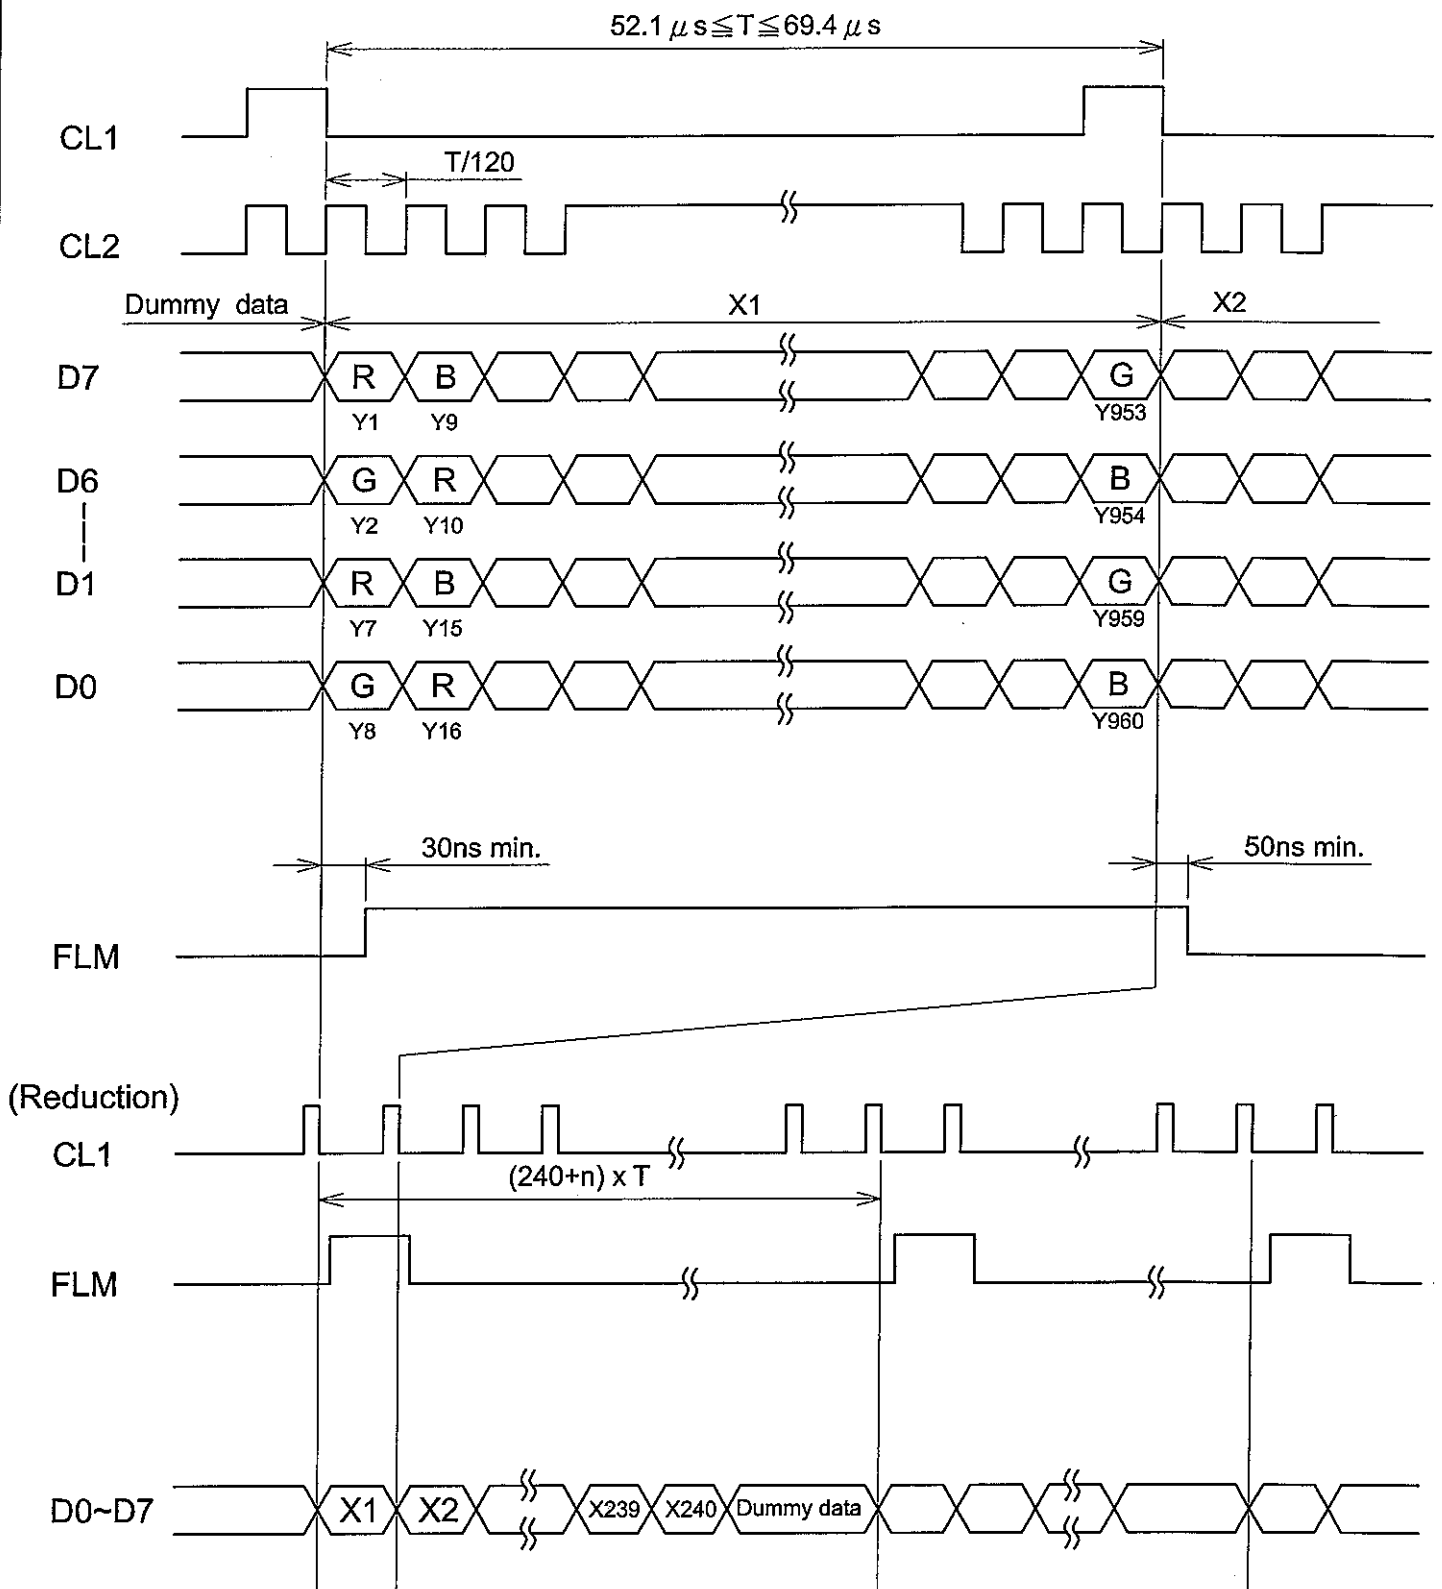 52.1 μs≦T≦69.4 μs
CL1
T/120
CL2
Dummy data
X1
X2
D7
R
B
G
Y1
Y9
Y953
D6
G
R
B
Y2
Y10
Y954
D1
R
B
G
Y7
Y15
Y959
D0
G
R
B
Y8
Y16
Y960
30ns min.
50ns min.
FLM
(Reduction)
CL1
(240+n) x T
FLM
D0~D7
X1
X2
X239
X240
Dummy data